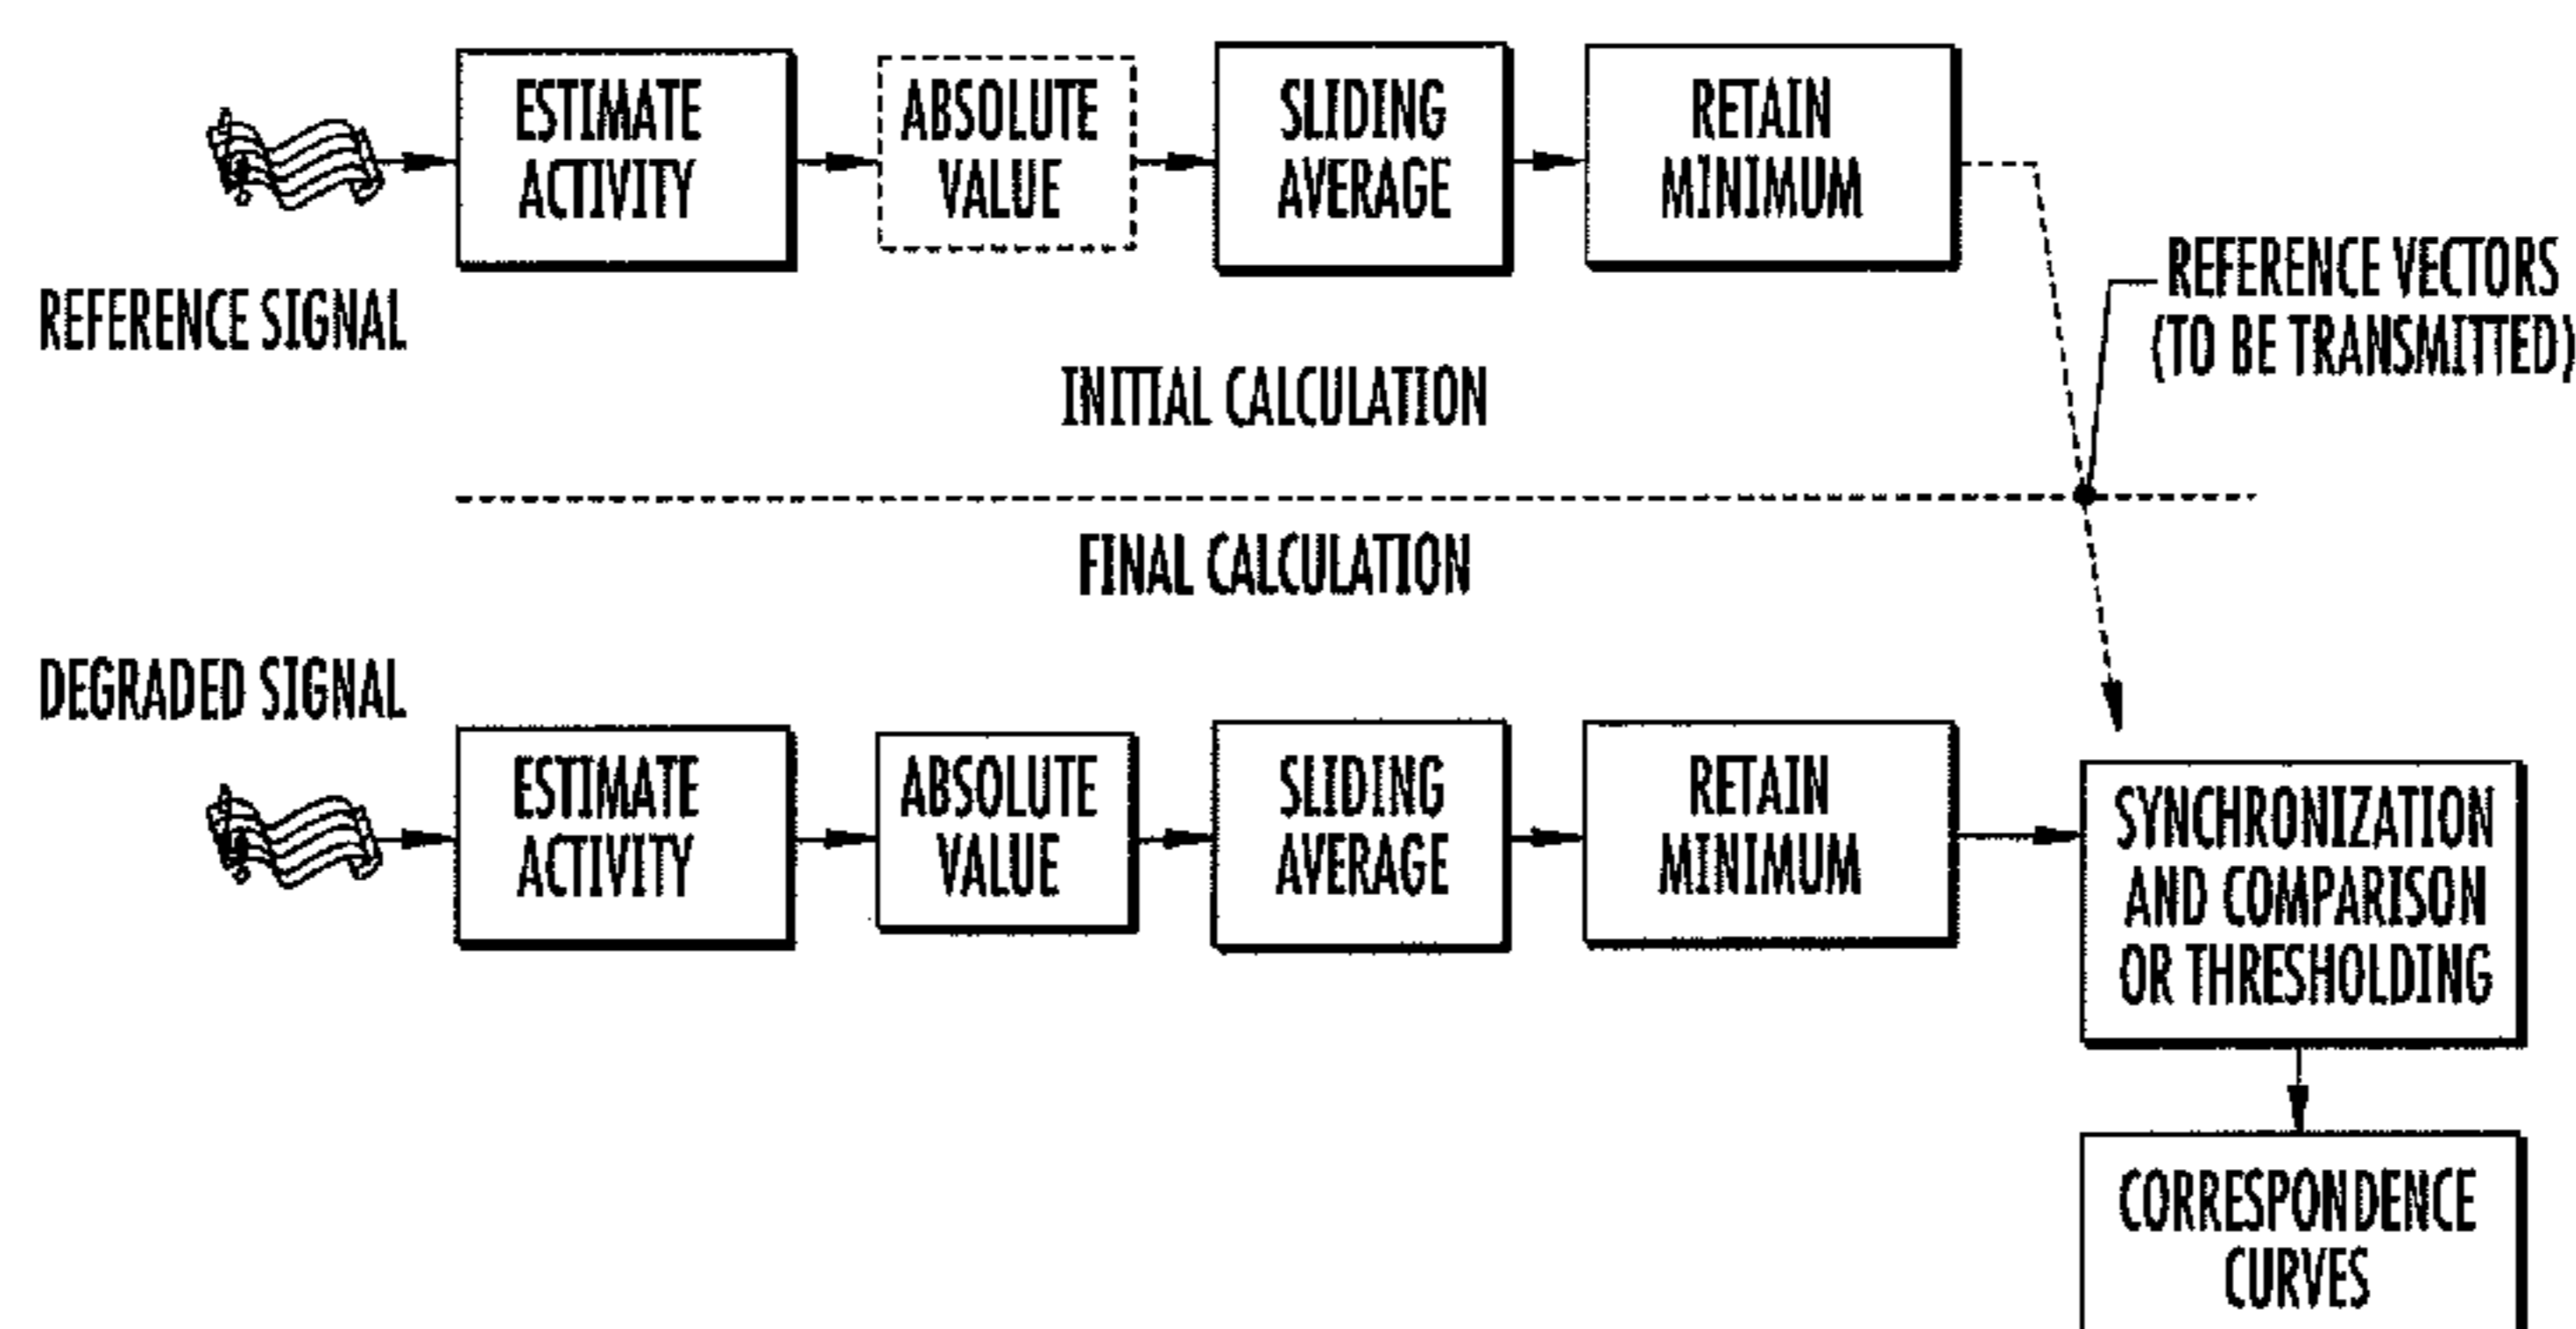 ESTIMATE
ACTIVITY
ABSOLUTE
VALUE
SLIDING
AVERAGE
RETAIN
MINIMUM
REFERENCE SIGNAL
REFERENCE VECTORS
(TO BE TRANSMITTED)
INITIAL CALCULATION
FINAL CALCULATION
DEGRADED SIGNAL
ESTIMATE
ACTIVITY
ABSOLUTE
VALUE
SLIDING
AVERAGE
RETAIN
MINIMUM
SYNCHRONIZATION
AND COMPARISON
OR THRESHOLDING
CORRESPONDENCE
CURVES